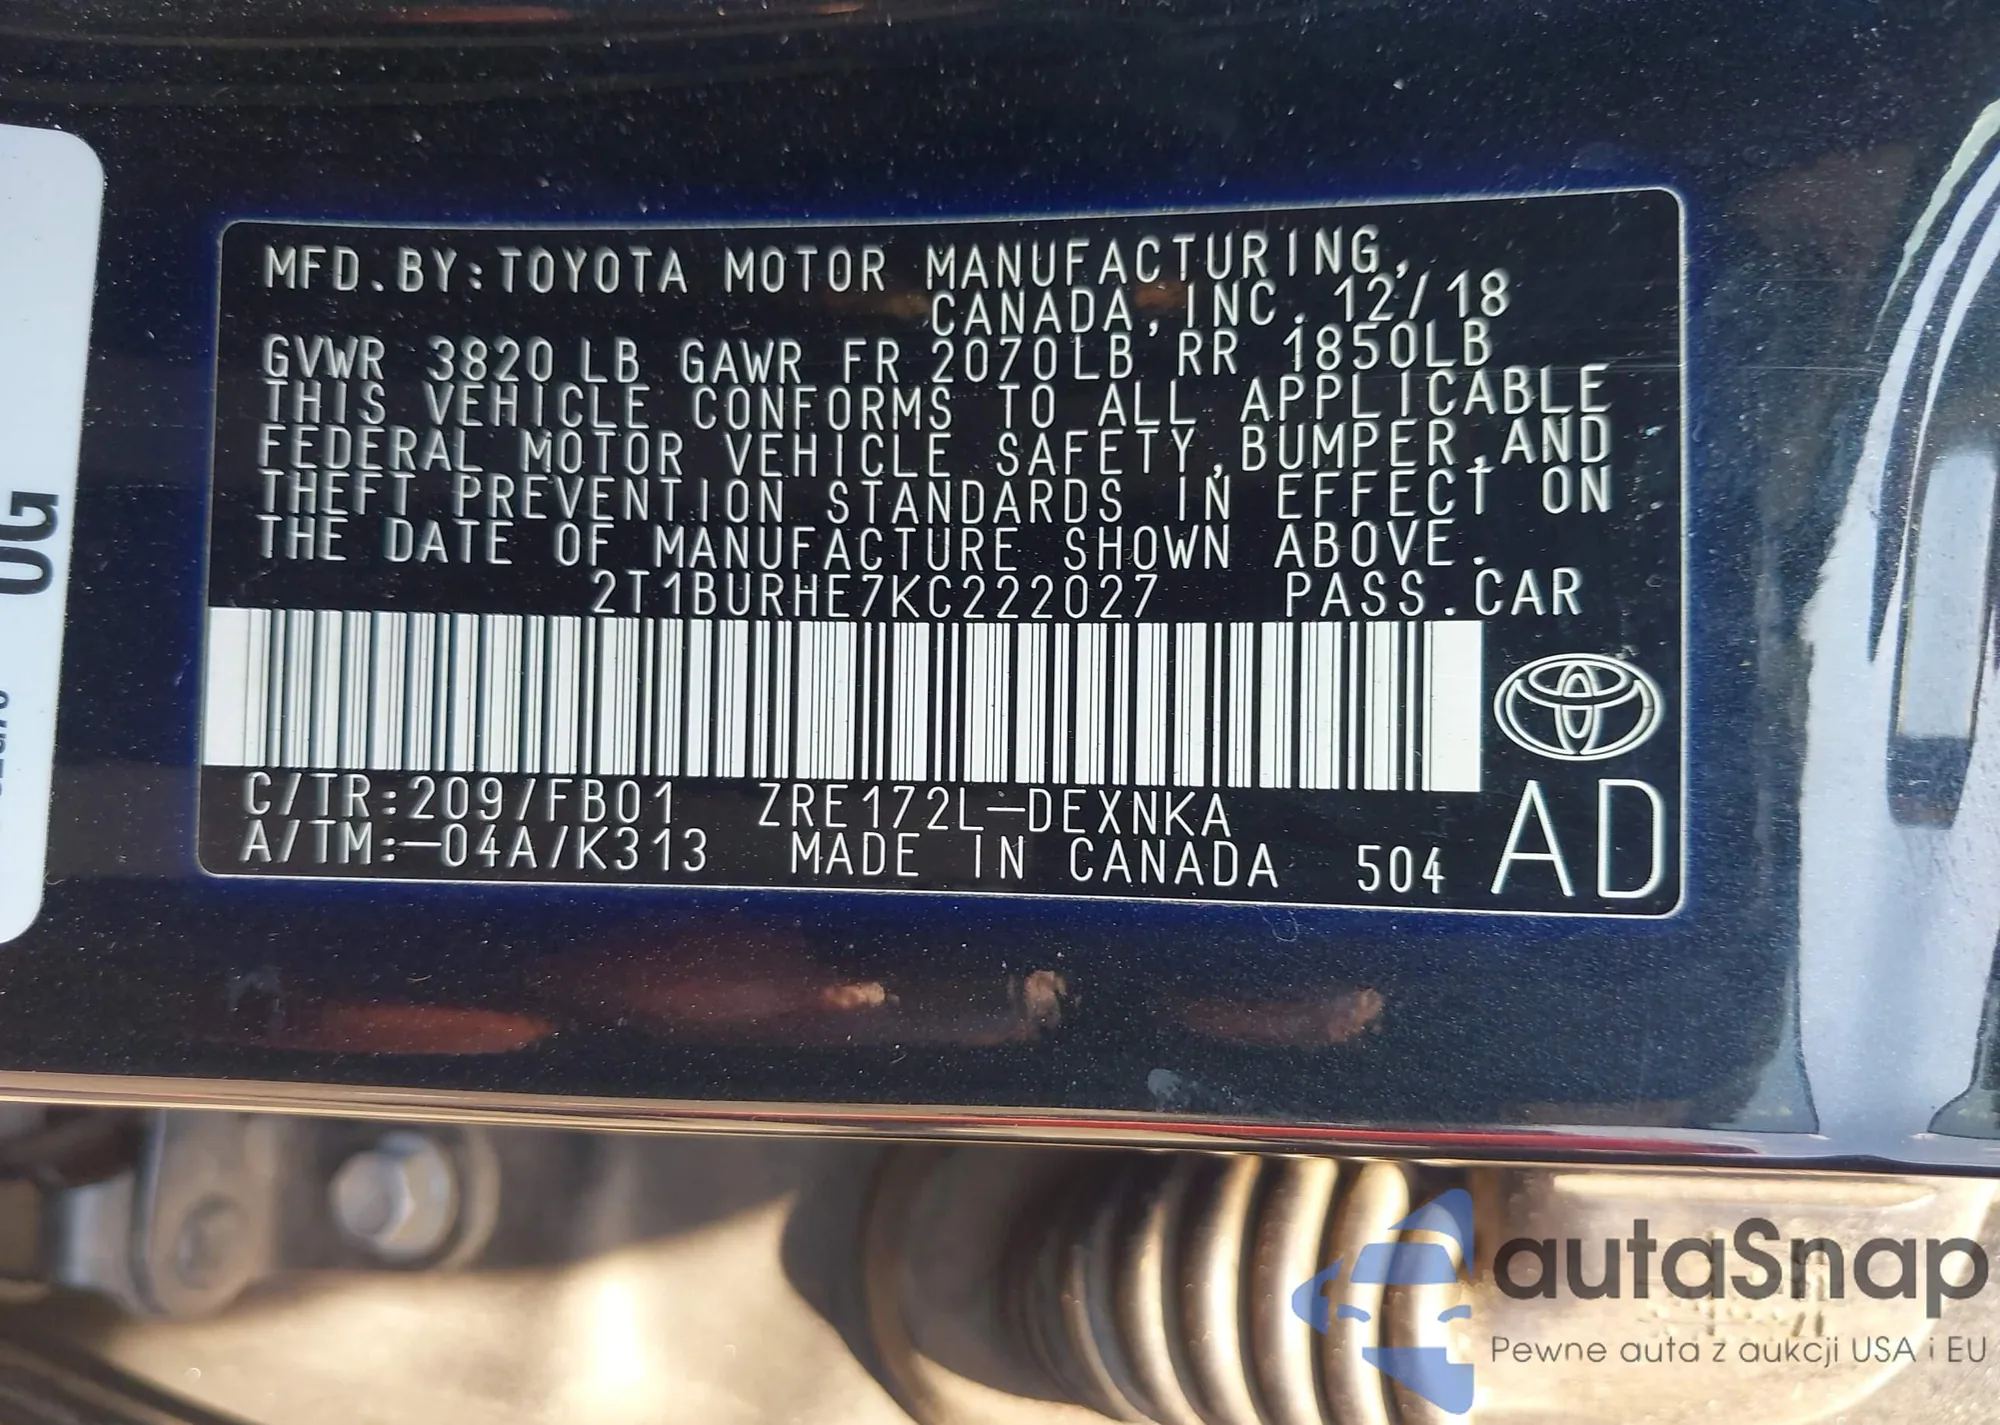 MFD.BY:TOYOTA MOTOR MANUFACTURING,
CANADA,INC. 12/18
GVWR 3820 LB GAWR FR 2070LB RR 1850LB
THIS VEHICLE CONFORMS TO ALL APPLICABLE
FEDERAL MOTOR VEHICLE SAFETY,BUMPER,AND
THEFT PREVENTION STANDARDS IN EFFECT ON
THE DATE OF MANUFACTURE SHOWN ABOVE.
2T1BURHE7KC222027 PASS.CAR
C/TR:209/FB01 ZRE172L-DEXNKA
A/TM:-04A/K313 MADE IN CANADA 504 AD
autaSnap
Pewne auta z aukcji USA i EU